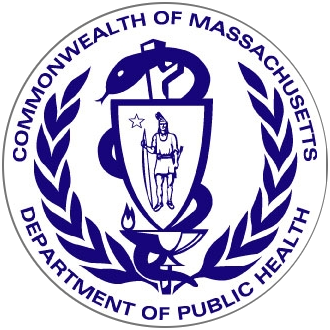 COMMONWEALTH OF MASSACHUSETTS
DEPARTMENT OF PUBLIC HEALTH